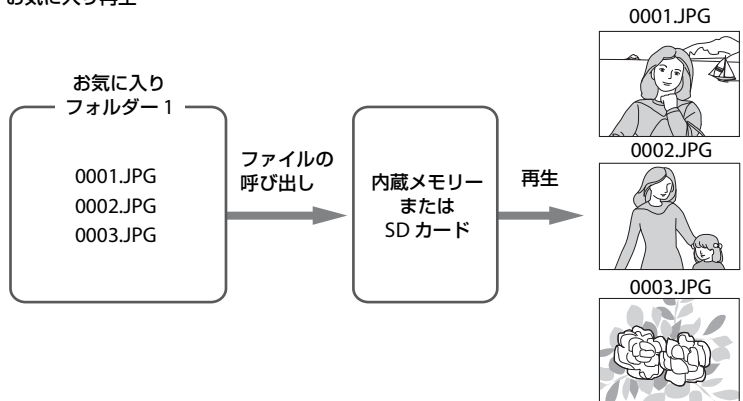 お気に入り再生
お気に入り
フォルダー 1
0001.JPG
0002.JPG
0003.JPG
ファイルの
呼び出し
内蔵メモリー
または
SD カード
再生
0001.JPG
0002.JPG
0003.JPG